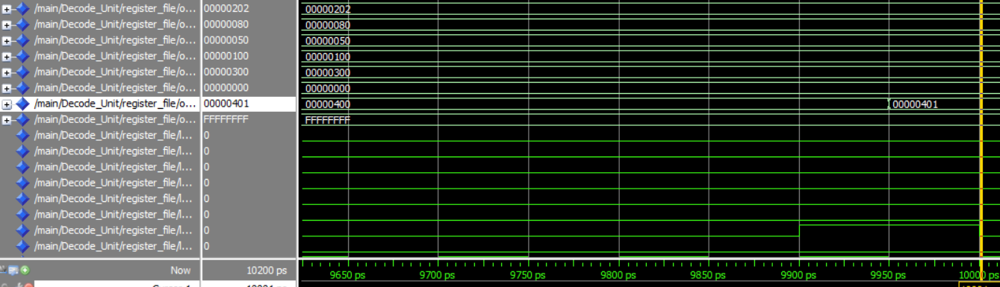 /main/Decode_Unit/register_file/o... 00000202 00000202
/main/Decode_Unit/register_file/o... 00000080 00000080
/main/Decode_Unit/register_file/o... 00000050 00000050
/main/Decode_Unit/register_file/o... 00000100 00000100
/main/Decode_Unit/register_file/o... 00000300 00000300
/main/Decode_Unit/register_file/o... 00000000 00000000
/main/Decode_Unit/register_file/o... 00000401 00000400 00000401
/main/Decode_Unit/register_file/o... FFFFFFFF FFFFFFFF
/main/Decode_Unit/register_file/l... 0
/main/Decode_Unit/register_file/l... 0
/main/Decode_Unit/register_file/l... 0
/main/Decode_Unit/register_file/l... 0
/main/Decode_Unit/register_file/l... 0
/main/Decode_Unit/register_file/l... 0
/main/Decode_Unit/register_file/l... 0
/main/Decode_Unit/register_file/l... 0
Now 10200 ps 9650 ps 9700 ps 9750 ps 9800 ps 9850 ps 9900 ps 9950 ps 10000 ps